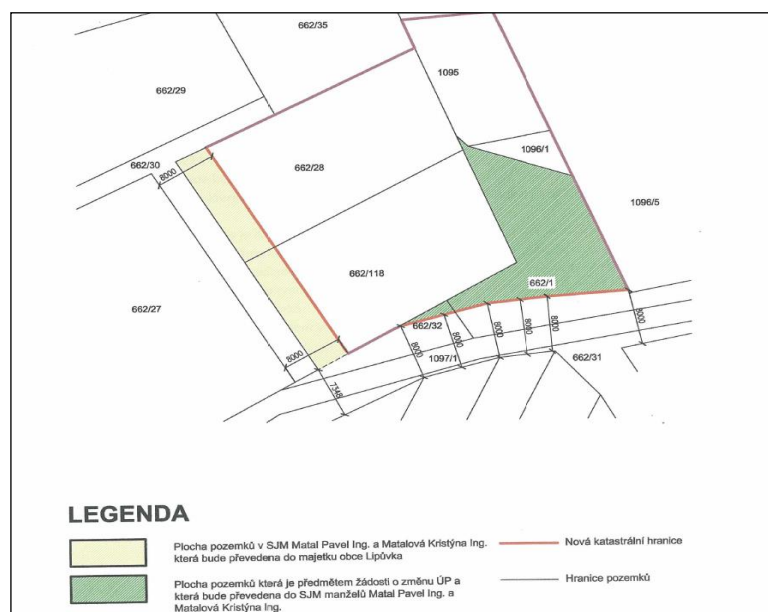 662/35
662/29
1095
662/30
8000
662/28
1096/1
1096/5
662/118
662/27
662/1
662/32
8000
8000
8000
8000
8000
8000
8000
1097/1
662/31
7348
LEGENDA
Plocha pozemků v SJM Matal Pavel Ing. a Matalová Kristýna Ing.
která bude převedena do majetku obce Lipůvka
Nová katastrální hranice
Plocha pozemků která je předmětem žádosti o změnu ÚP a
která bude převedena do SJM manželů Matal Pavel Ing. a
Matalová Kristýna Ing.
Hranice pozemků